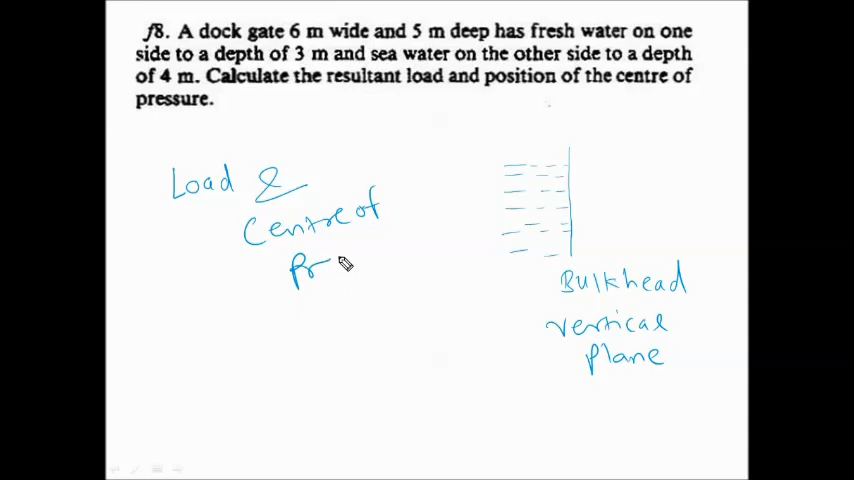 f8. A dock gate 6 m wide and 5 m deep has fresh water on one
side to a depth of 3 m and sea water on the other side to a depth
of 4 m. Calculate the resultant load and position of the centre of
pressure.
Load &
Centre of
Pr
Bulkhead
vertical
plane